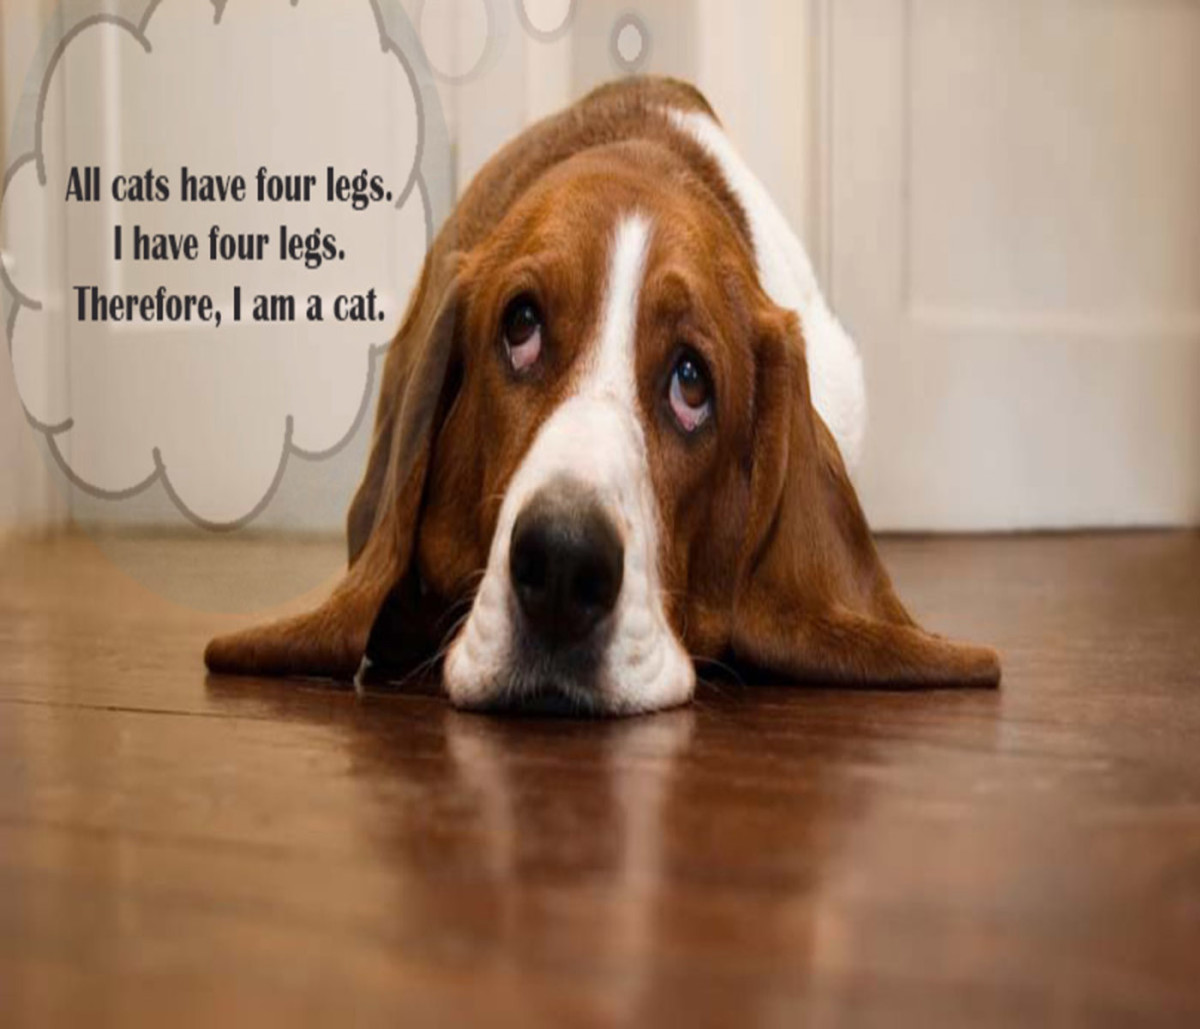 All cats have four legs.
I have four legs.
Therefore, I am a cat.